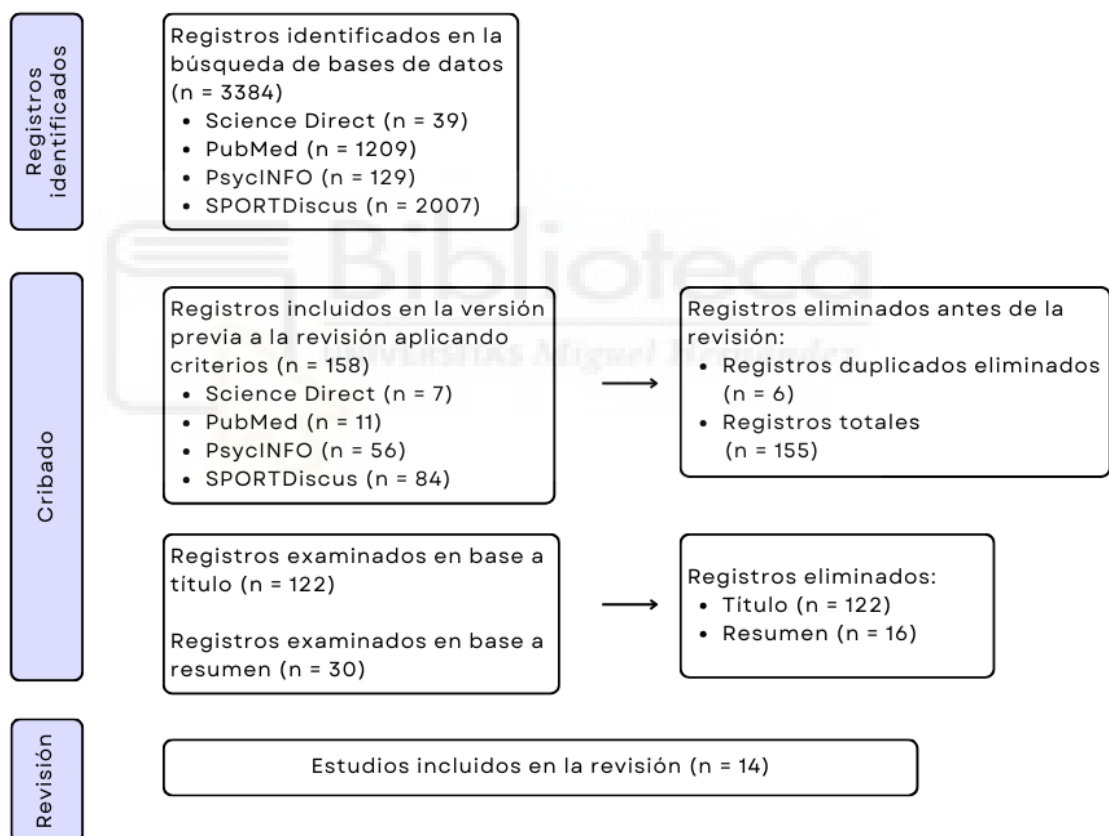 Registros
identificados
Registros identificados en la
búsqueda de bases de datos
(n = 3384)
• Science Direct (n = 39)
• PubMed (n = 1209)
• PsycINFO (n = 129)
• SPORTDiscus (n = 2007)
Biblioteca
UNIVERSITAS Miguel Hernández
Cribado
Registros incluidos en la versión
previa a la revisión aplicando
criterios (n = 158)
• Science Direct (n = 7)
• PubMed (n = 11)
• PsycINFO (n = 56)
• SPORTDiscus (n = 84)
Registros eliminados antes de la
revisión:
• Registros duplicados eliminados
(n = 6)
• Registros totales
(n = 155)
Registros examinados en base a
título (n = 122)
Registros examinados en base a
resumen (n = 30)
Registros eliminados:
• Título (n = 122)
• Resumen (n = 16)
Revisión
Estudios incluidos en la revisión (n = 14)